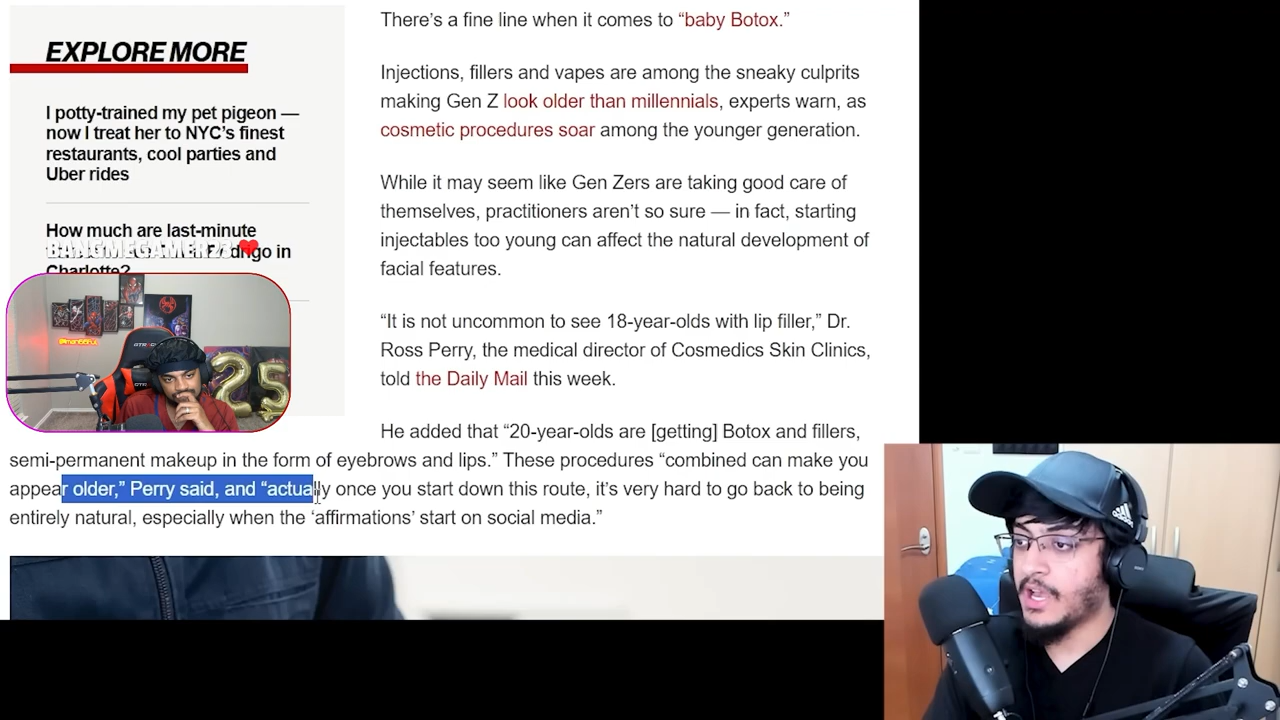 EXPLORE MORE
I potty-trained my pet pigeon —
now I treat her to NYC’s finest
restaurants, cool parties and
Uber rides
How much are last-minute
BANGMEGAMER23
in
Charlotte?
There’s a fine line when it comes to “baby Botox.”
Injections, fillers and vapes are among the sneaky culprits
making Gen Z look older than millennials, experts warn, as
cosmetic procedures soar among the younger generation.
While it may seem like Gen Zers are taking good care of
themselves, practitioners aren’t so sure — in fact, starting
injectables too young can affect the natural development of
facial features.
“It is not uncommon to see 18-year-olds with lip filler,” Dr.
Ross Perry, the medical director of Cosmedics Skin Clinics,
told the Daily Mail this week.
He added that “20-year-olds are [getting] Botox and fillers,
semi-permanent makeup in the form of eyebrows and lips.” These procedures “combined can make you
appear older,” Perry said, and “actually once you start down this route, it’s very hard to go back to being
entirely natural, especially when the ‘affirmations’ start on social media.”
25
adidas